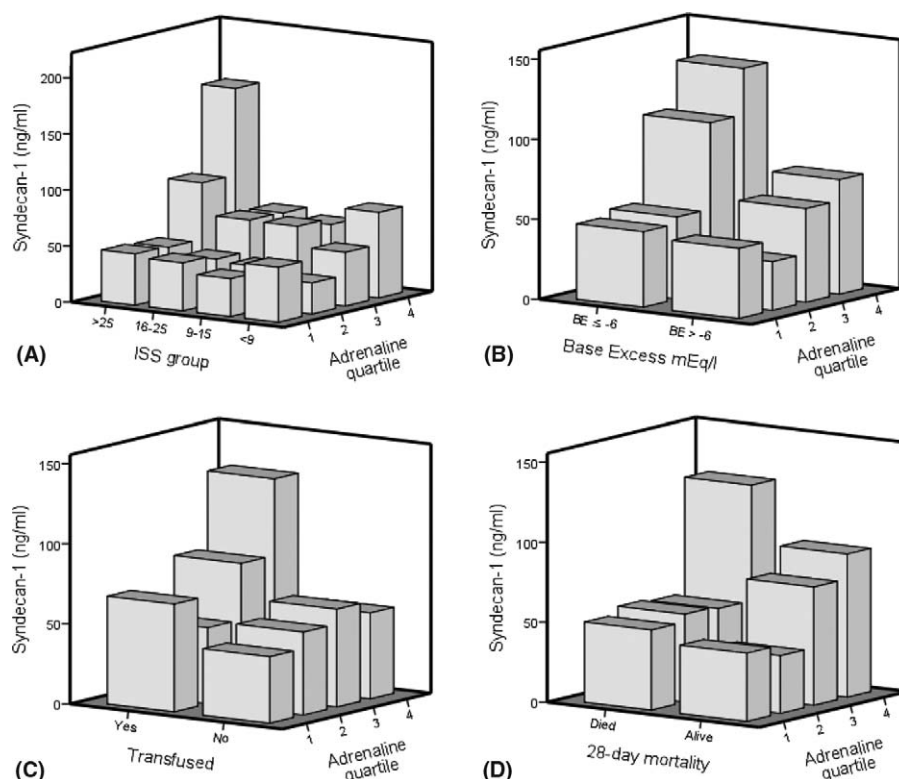 200
150
100
50
0
Syndecan-1 (ng/ml)
>25
16-25
9-15
<9
1
2
3
4
(A)
ISS group
Adrenaline
quartile
150
100
50
0
Syndecan-1 (ng/ml)
BE ≤ -6
BE > -6
1
2
3
4
(B)
Base Excess mEq/l
Adrenaline
quartile
150
100
50
0
Syndecan-1 (ng/ml)
Yes
No
1
2
3
4
(C)
Transfused
Adrenaline
quartile
150
100
50
0
Syndecan-1 (ng/ml)
Died
Alive
1
2
3
4
(D)
28-day mortality
Adrenaline
quartile